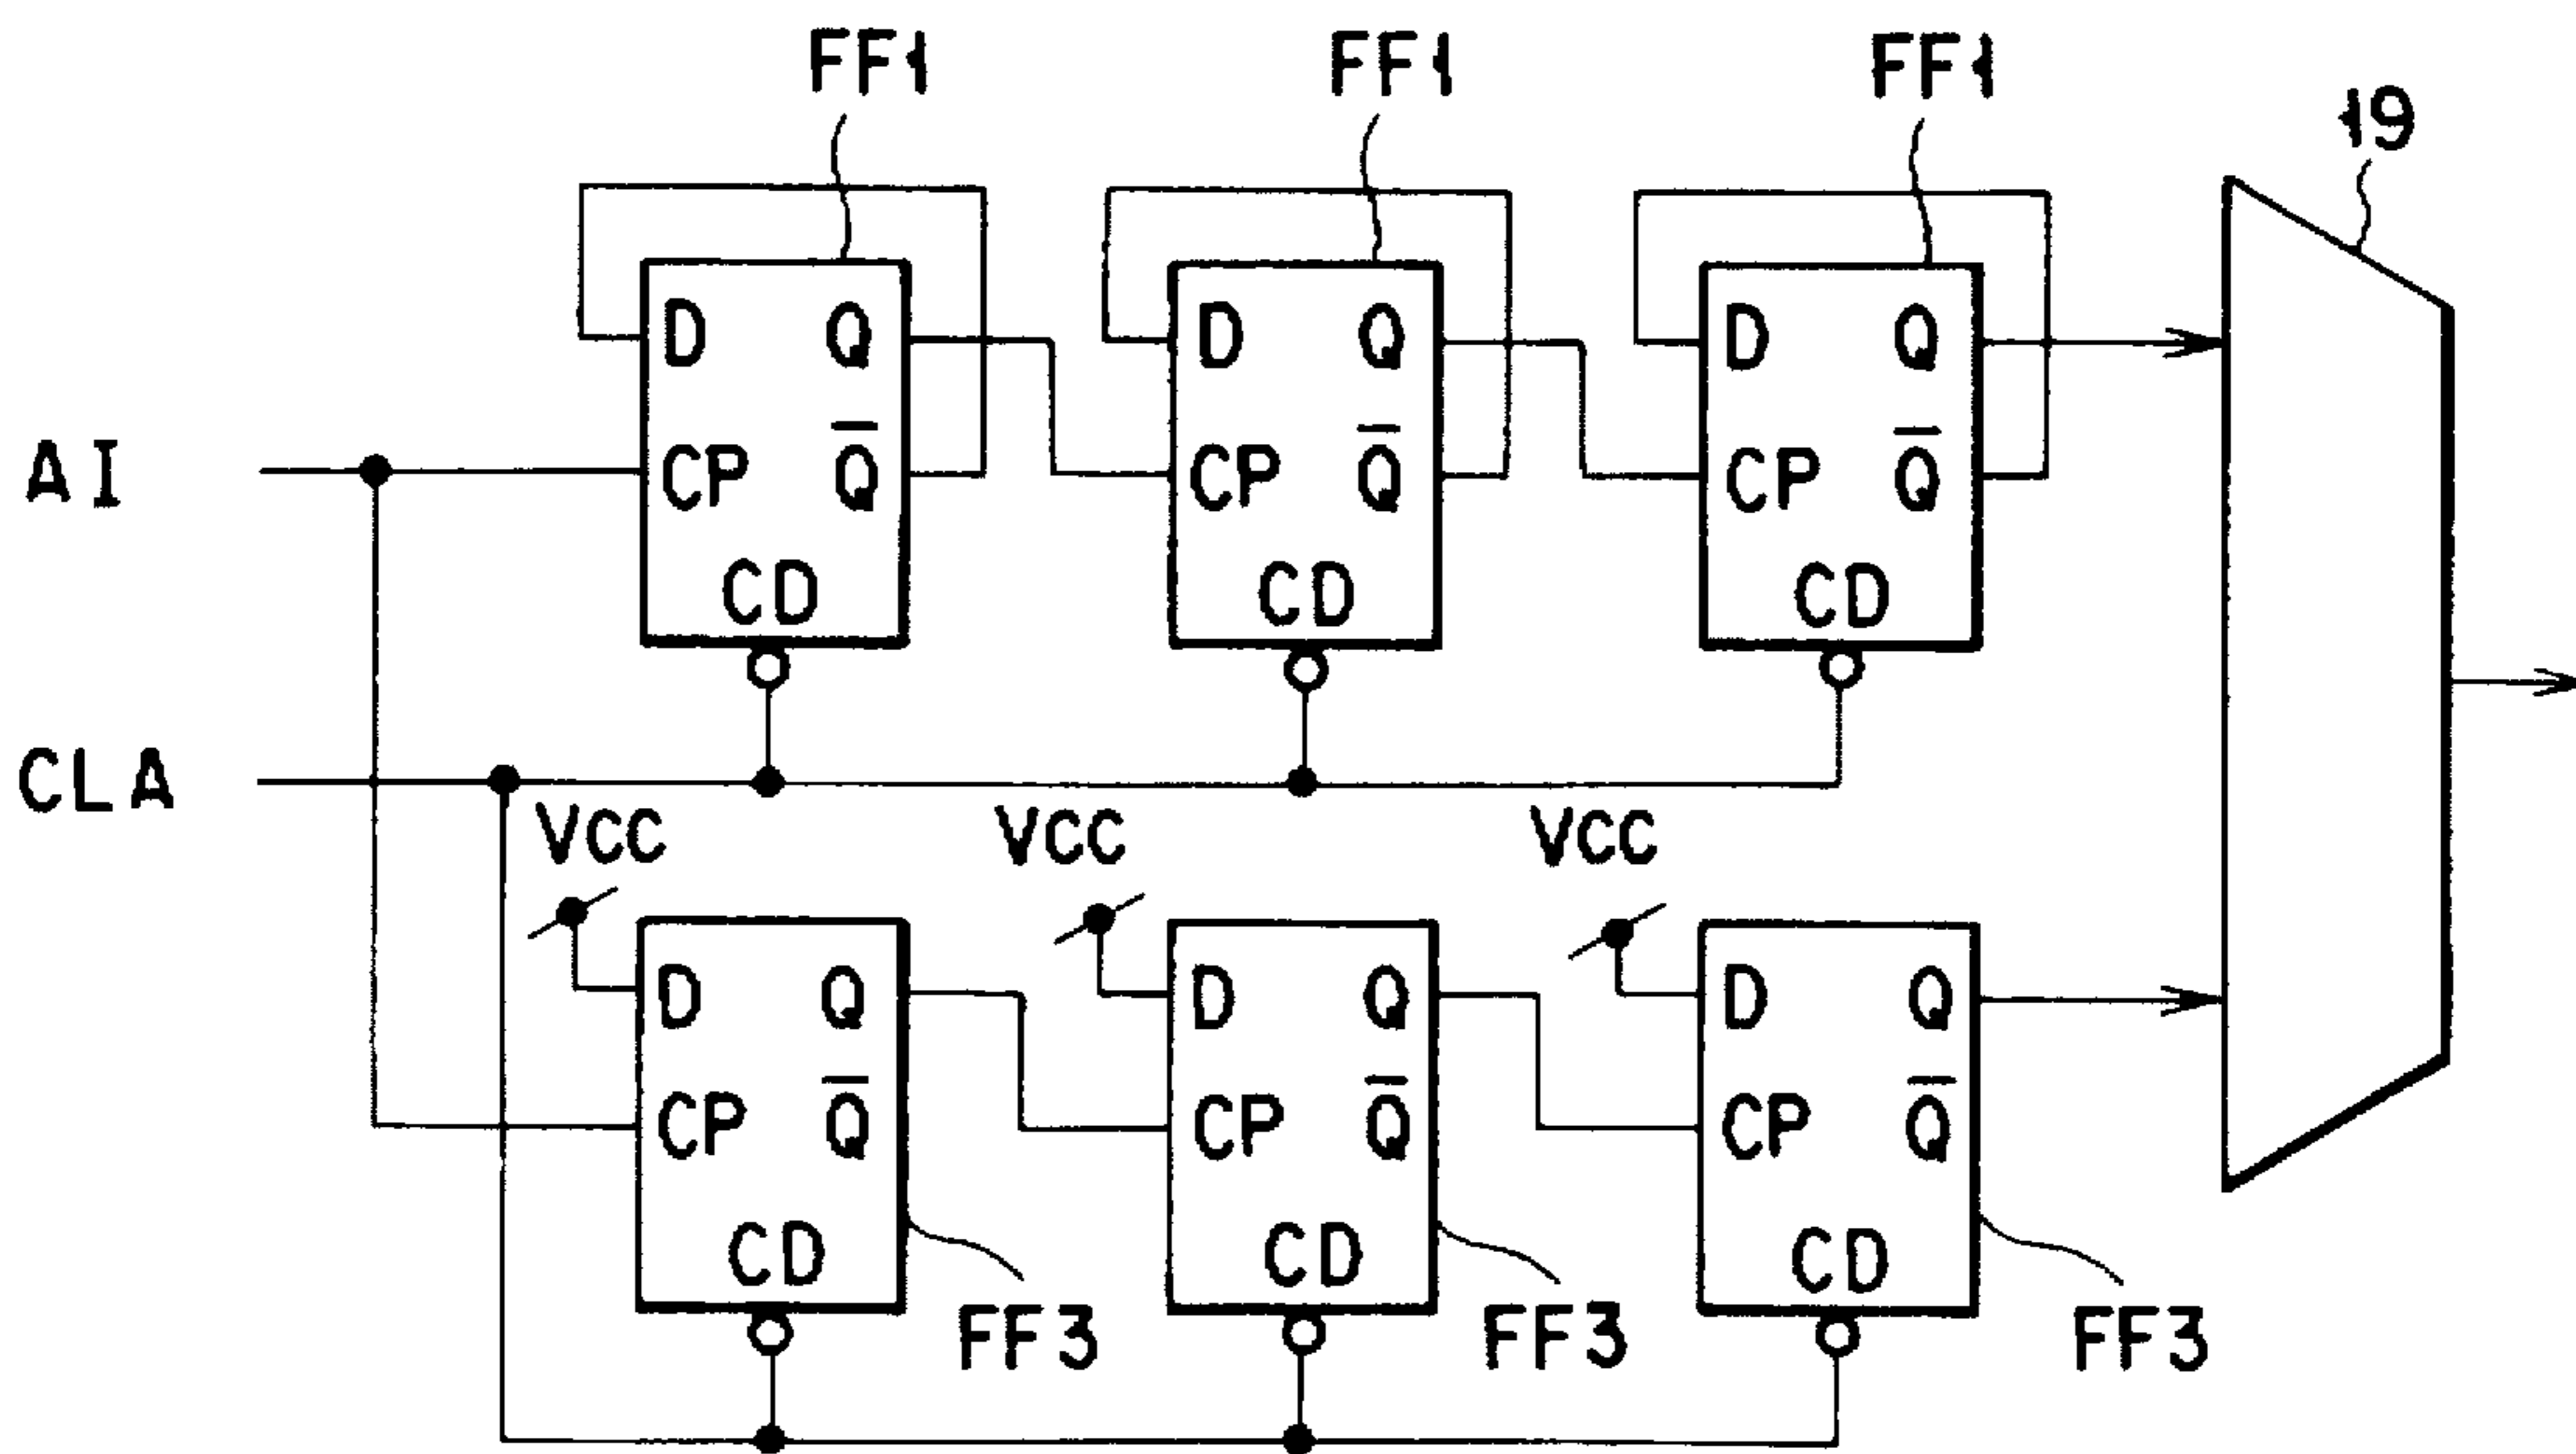 FF1 FF1 FF1
19
D Q D Q D Q
AI
CP Q̅ CP Q̅ CP Q̅
CD CD CD
CLA
VCC VCC VCC
D Q D Q D Q
CP Q̅ CP Q̅ CP Q̅
CD CD CD
FF3 FF3 FF3